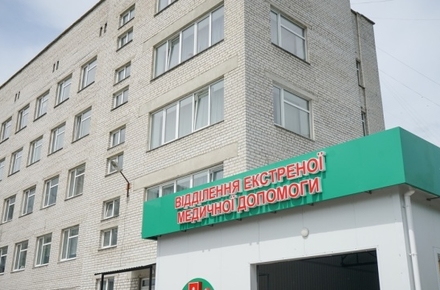 ВІДДІЛЕННЯ ЕКСТРЕНОЇ
МЕДИЧНОЇ ДОПОМОГИ